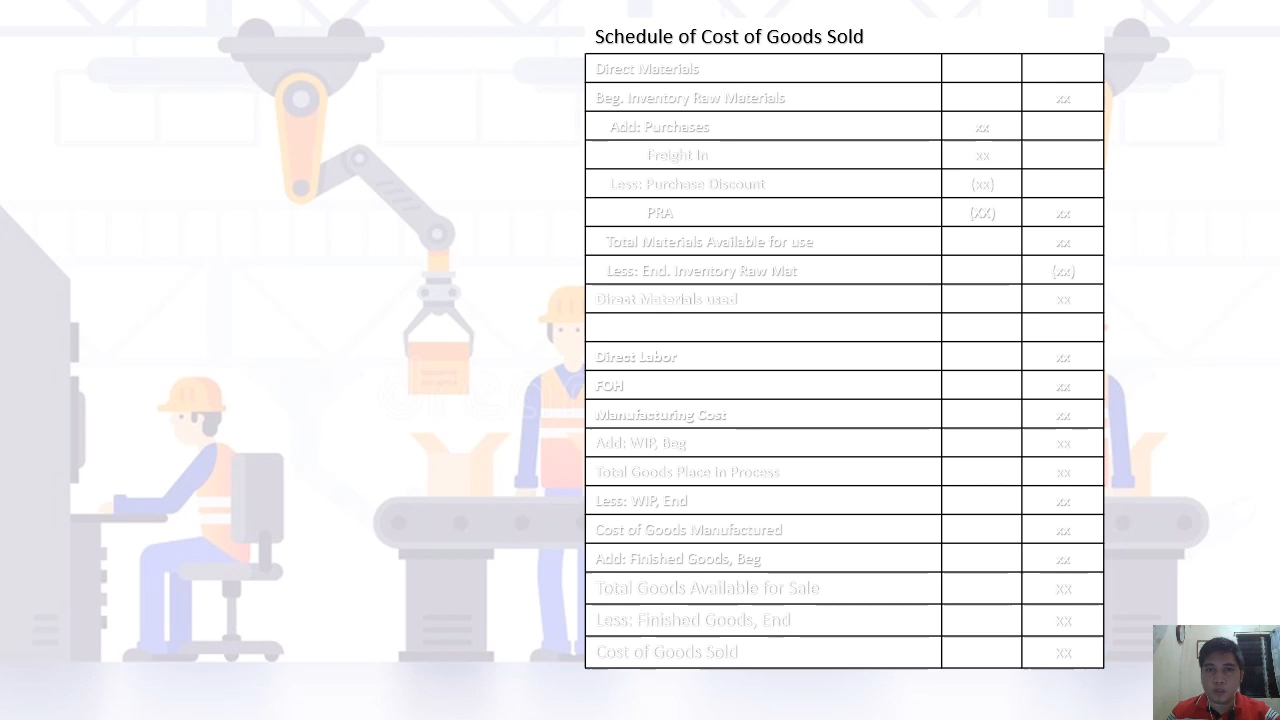 Schedule of Cost of Goods Sold
Direct Materials
Beg. Inventory Raw Materials xx
Add: Purchases xx
Freight In xx
Less: Purchase Discount (xx)
PRA (XX) xx
Total Materials Available for use xx
Less: End. Inventory Raw Mat (xx)
Direct Materials used xx
Direct Labor xx
FOH xx
Manufacturing Cost xx
Add: WIP, Beg xx
Total Goods Place in Process xx
Less: WIP, End xx
Cost of Goods Manufactured xx
Add: Finished Goods, Beg xx
Total Goods Available for Sale xx
Less: Finished Goods, End xx
Cost of Goods Sold xx